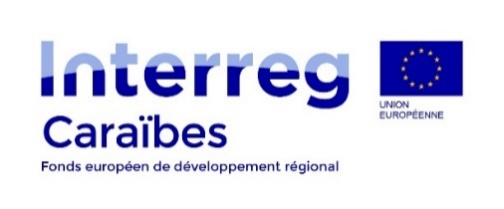 Interreg
UNION
EUROPÉENNE
Caraïbes
Fonds européen de développement régional